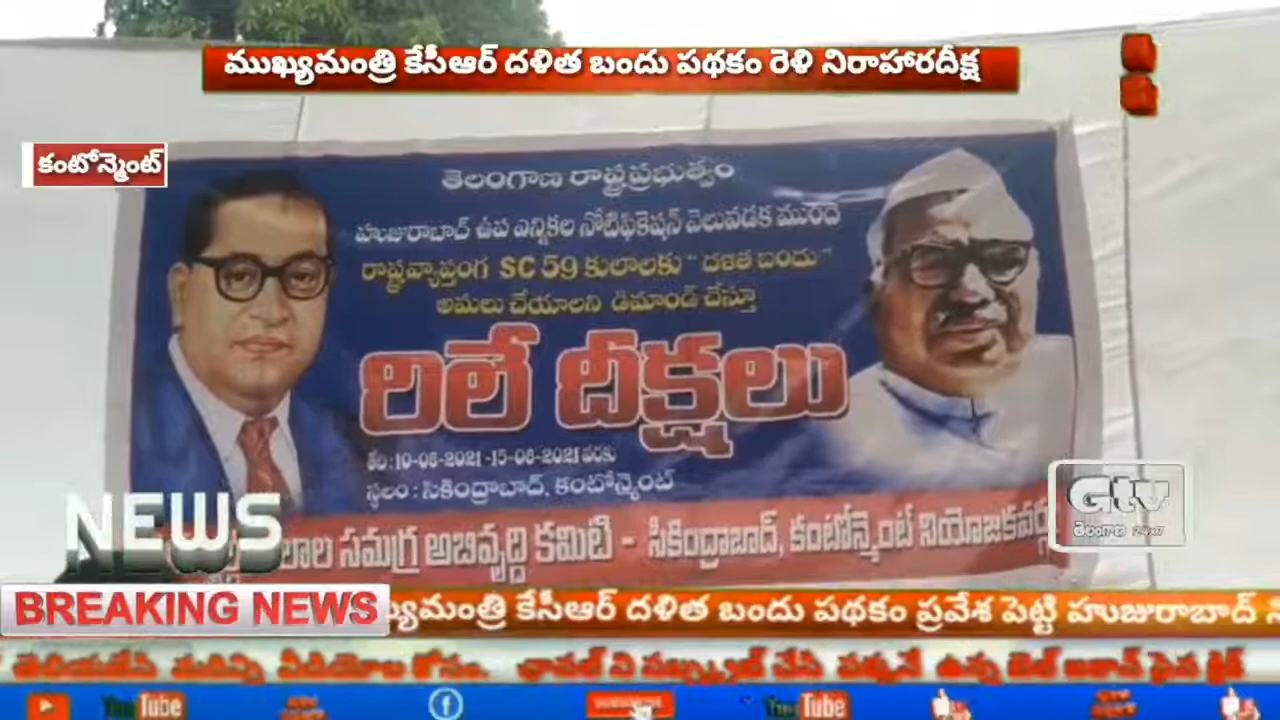 ముఖ్యమంత్రి కేసీఆర్ దళిత బందు పథకం రెళి నిరాహారదీక్ష
కంటోన్మెంట్
తెలంగాణ రాష్ట్రప్రభుత్వం
హుజురాబాద్ ఉప ఎన్నికల నోటిఫికెషన్ వెలువడక ముందే
రాష్ట్రవ్యాప్తంగ SC 59 కులాలకు "దళిత బందు"
అమలు చేయాలని డిమాండ్ చేస్తూ
రిలే దీక్షలు
తేది:10-08-2021 -15-08-2021 వరకు
స్థలం : సికింద్రాబాద్, కంటోన్మెంట్
సమగ్ర అబివృద్ది కమిటి - సికింద్రాబాద్, కంటోన్మెంట్ నియోజకవర్గ
Gtv
తెలంగాణ 24x7
NEWS
BREAKING NEWS
్యమంత్రి కేసీఆర్ దళిత బందు పథకం ప్రవేశ పెట్టి హుజురాబాద్
YouTube
YouTube